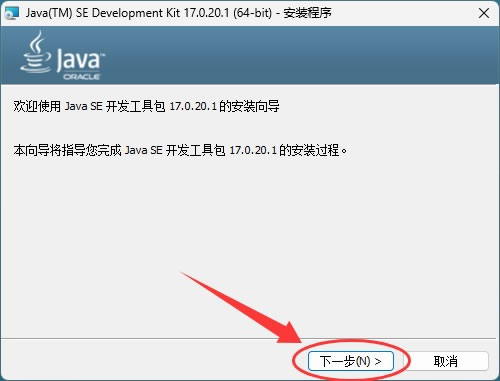 Java(TM) SE Development Kit 17.0.20.1 (64-bit) - 安装程序
Java
ORACLE
欢迎使用 Java SE 开发工具包 17.0.20.1 的安装向导
本向导将指导您完成 Java SE 开发工具包 17.0.20.1 的安装过程。
下一步(N) > 取消